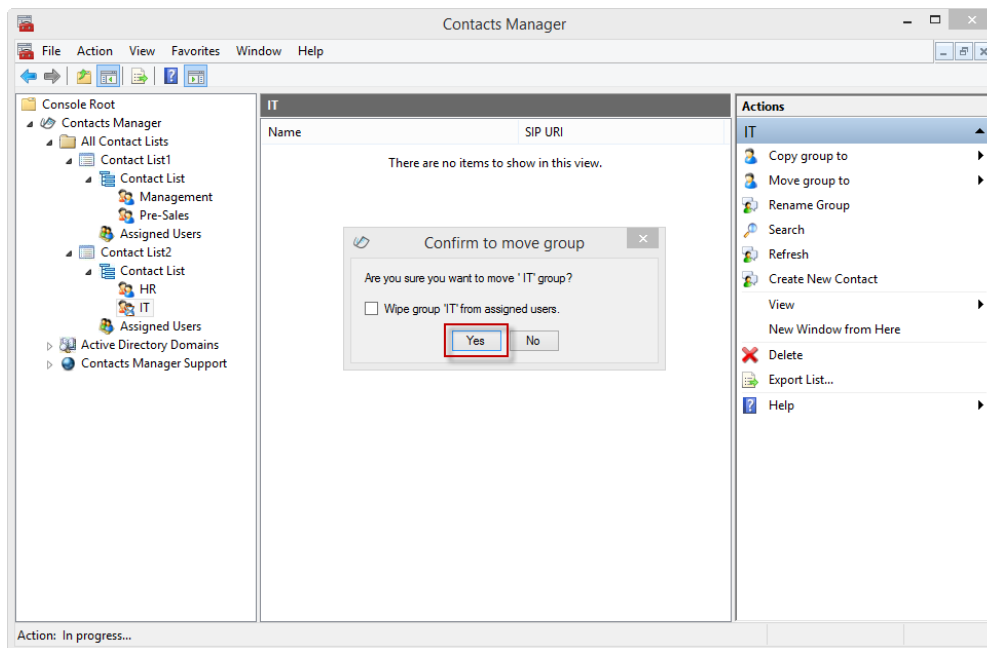 Contacts Manager
File Action View Favorites Window Help
Console Root
Contacts Manager
All Contact Lists
Contact List1
Contact List
Management
Pre-Sales
Assigned Users
Contact List2
Contact List
HR
IT
Assigned Users
Active Directory Domains
Contacts Manager Support
IT
Name SIP URI
There are no items to show in this view.
Confirm to move group
Are you sure you want to move ' IT' group?
Wipe group 'IT' from assigned users.
Yes No
Actions
IT
Copy group to
Move group to
Rename Group
Search
Refresh
Create New Contact
View
New Window from Here
Delete
Export List...
Help
Action: In progress...